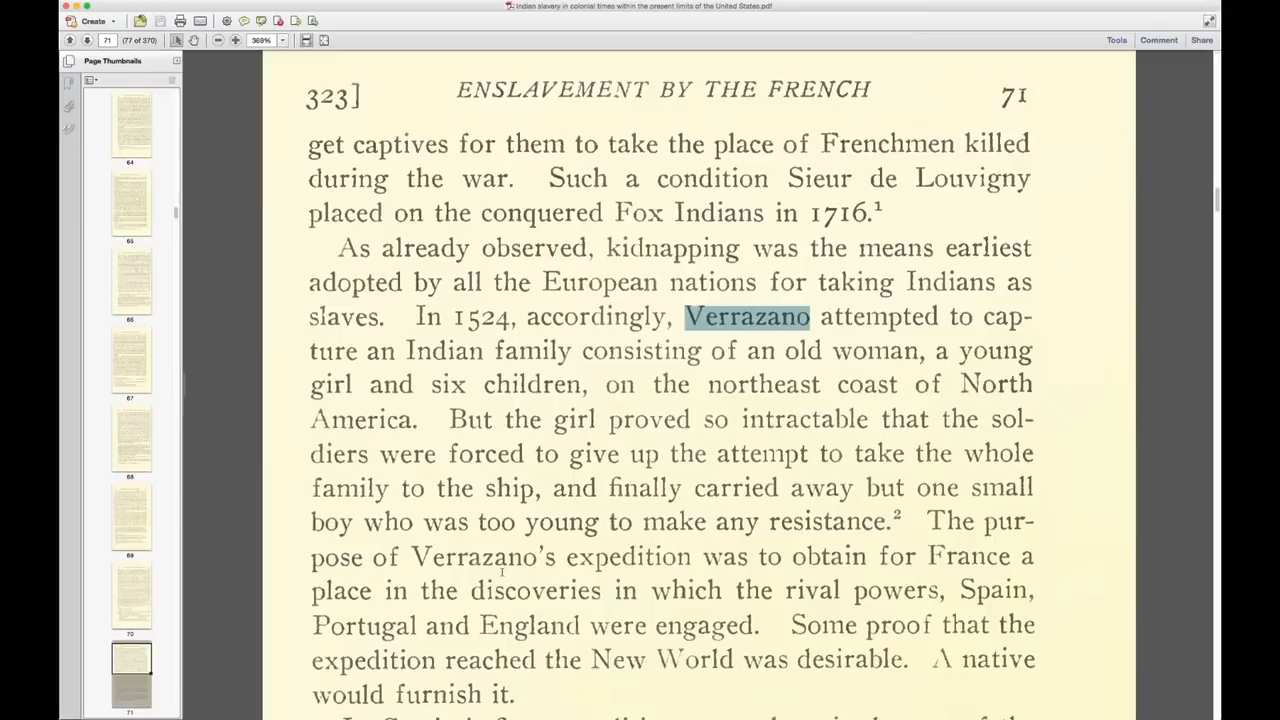 Indian slavery in colonial times within the present limits of the United States.pdf
Create
71 (77 of 370) 369% Tools Comment Share
Page Thumbnails
64
65
66
67
68
69
70
71
323] ENSLAVEMENT BY THE FRENCH 71
get captives for them to take the place of Frenchmen killed
during the war. Such a condition Sieur de Louvigny
placed on the conquered Fox Indians in 1716.¹
As already observed, kidnapping was the means earliest
adopted by all the European nations for taking Indians as
slaves. In 1524, accordingly, Verrazano attempted to cap-
ture an Indian family consisting of an old woman, a young
girl and six children, on the northeast coast of North
America. But the girl proved so intractable that the sol-
diers were forced to give up the attempt to take the whole
family to the ship, and finally carried away but one small
boy who was too young to make any resistance.² The pur-
pose of Verrazano's expedition was to obtain for France a
place in the discoveries in which the rival powers, Spain,
Portugal and England were engaged. Some proof that the
expedition reached the New World was desirable. A native
would furnish it.